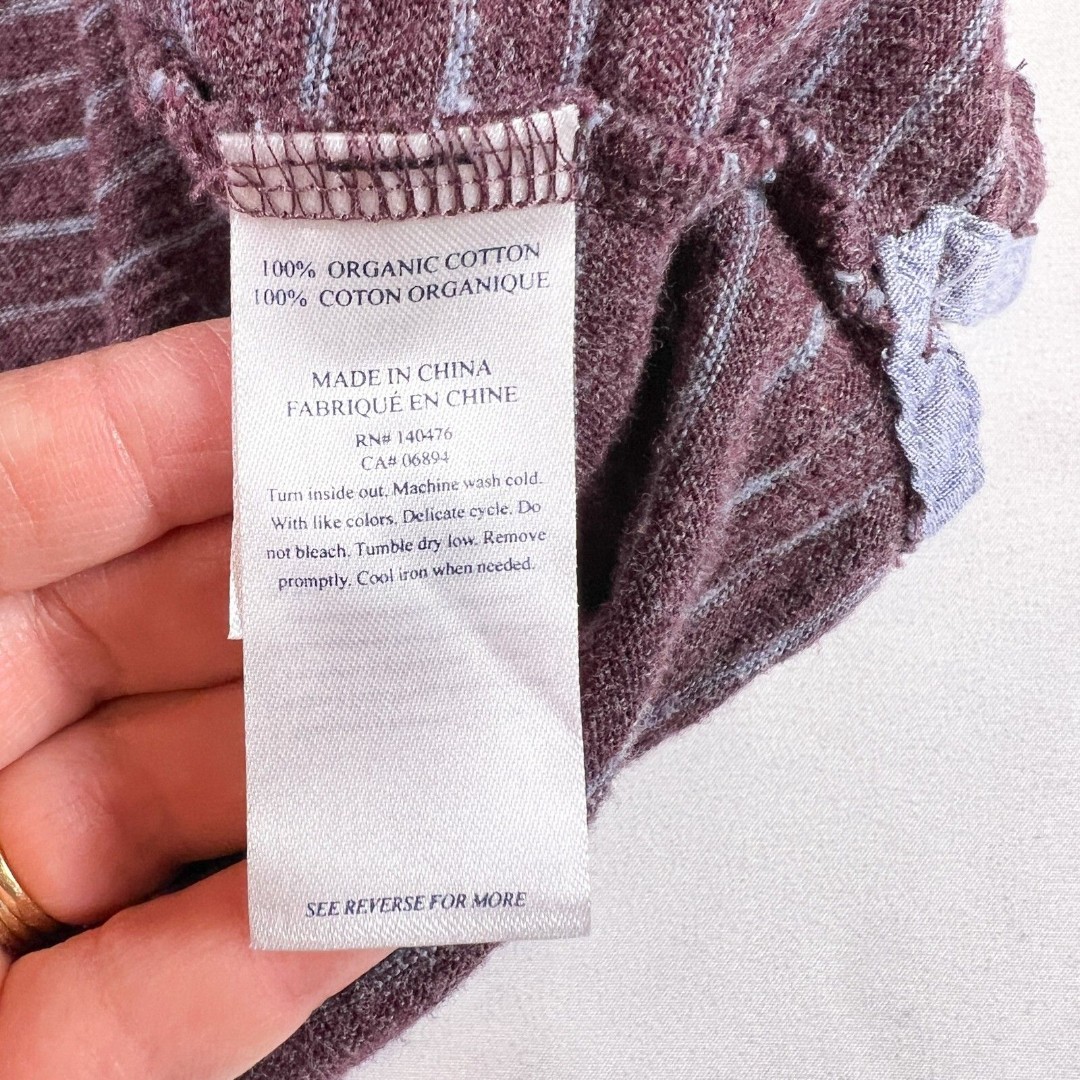 100% ORGANIC COTTON
100% COTON ORGANIQUE
MADE IN CHINA
FABRIQUÉ EN CHINE
RN# 140476
CA# 06894
Turn inside out. Machine wash cold.
With like colors. Delicate cycle. Do
not bleach. Tumble dry low. Remove
promptly. Cool iron when needed.
SEE REVERSE FOR MORE